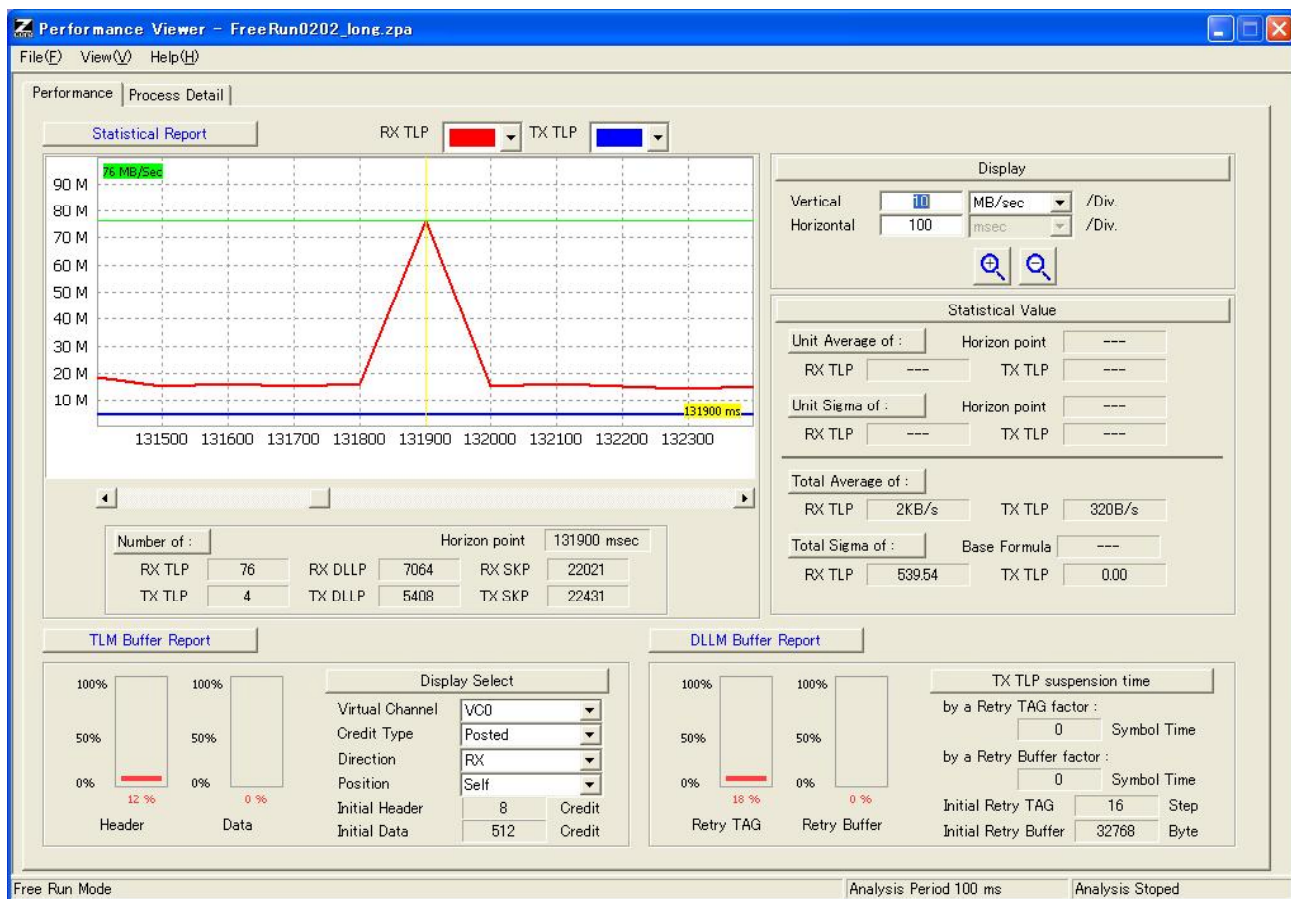 Z CORE Performance Viewer - FreeRun0202_long.zpa
File(F) View(V) Help(H)
Performance Process Detail
Statistical Report RX TLP TX TLP
76 MB/Sec
90 M
80 M
70 M
60 M
50 M
40 M
30 M
20 M
10 M
131900 ms
131500 131600 131700 131800 131900 132000 132100 132200 132300
Number of : Horizon point 131900 msec
RX TLP 76 RX DLLP 7064 RX SKP 22021
TX TLP 4 TX DLLP 5408 TX SKP 22431
Display
Vertical 10 MB/sec /Div.
Horizontal 100 msec /Div.
Statistical Value
Unit Average of : Horizon point ---
RX TLP --- TX TLP ---
Unit Sigma of : Horizon point ---
RX TLP --- TX TLP ---
Total Average of :
RX TLP 2KB/s TX TLP 320B/s
Total Sigma of : Base Formula ---
RX TLP 539.54 TX TLP 0.00
TLM Buffer Report
100% 100%
50% 50%
0% 0%
12 % 0 %
Header Data
Display Select
Virtual Channel VC0
Credit Type Posted
Direction RX
Position Self
Initial Header 8 Credit
Initial Data 512 Credit
DLLM Buffer Report
100% 100%
50% 50%
0% 0%
18 % 0 %
Retry TAG Retry Buffer
TX TLP suspension time
by a Retry TAG factor :
0 Symbol Time
by a Retry Buffer factor :
0 Symbol Time
Initial Retry TAG 16 Step
Initial Retry Buffer 32768 Byte
Free Run Mode Analysis Period 100 ms Analysis Stoped